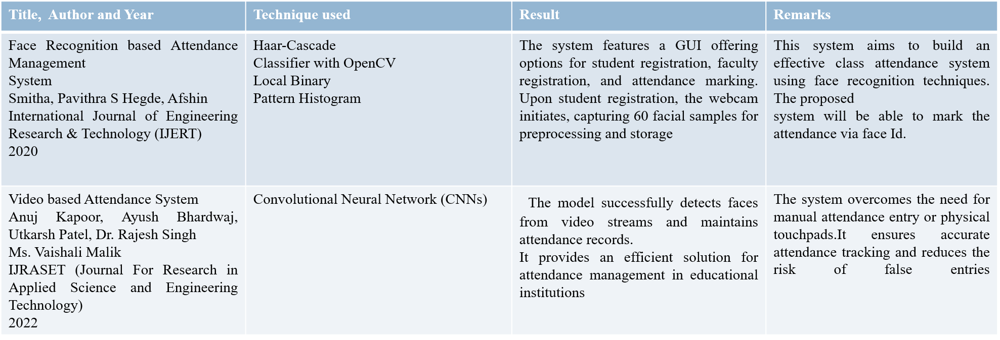 Title, Author and Year
Technique used
Result
Remarks
Face Recognition based Attendance
Management
System
Smitha, Pavithra S Hegde, Afshin
International Journal of Engineering
Research & Technology (IJERT)
2020
Haar-Cascade
Classifier with OpenCV
Local Binary
Pattern Histogram
The system features a GUI offering
options for student registration, faculty
registration, and attendance marking.
Upon student registration, the webcam
initiates, capturing 60 facial samples for
preprocessing and storage
This system aims to build an
effective class attendance system
using face recognition techniques.
The proposed
system will be able to mark the
attendance via face Id.
Video based Attendance System
Anuj Kapoor, Ayush Bhardwaj,
Utkarsh Patel, Dr. Rajesh Singh
Ms. Vaishali Malik
IJRASET (Journal For Research in
Applied Science and Engineering
Technology)
2022
Convolutional Neural Network (CNNs)
The model successfully detects faces
from video streams and maintains
attendance records.
It provides an efficient solution for
attendance management in educational
institutions
The system overcomes the need for
manual attendance entry or physical
touchpads.It ensures accurate
attendance tracking and reduces the
risk of false entries